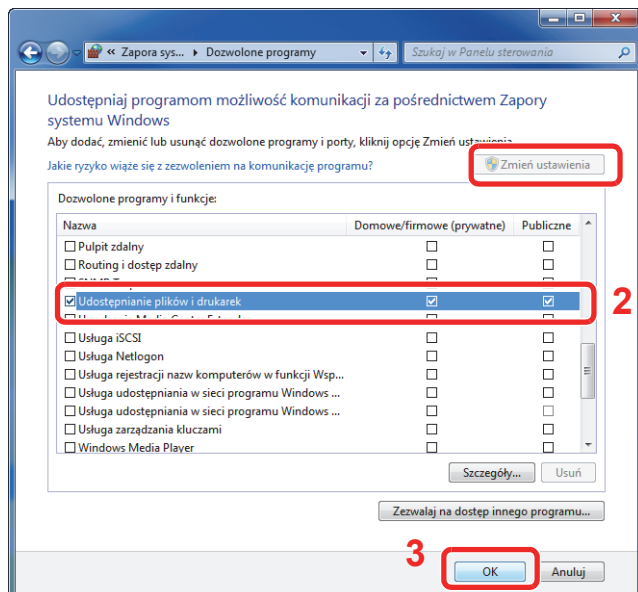 « Zapora sys... ▸ Dozwolone programy
Szukaj w Panelu sterowania
Udostępniaj programom możliwość komunikacji za pośrednictwem Zapory
systemu Windows
Aby dodać, zmienić lub usunąć dozwolone programy i porty, kliknij opcję Zmień ustawienia.
Jakie ryzyko wiąże się z zezwoleniem na komunikację programu?
Zmień ustawienia
Dozwolone programy i funkcje:
Nazwa Domowe/firmowe (prywatne) Publiczne
Pulpit zdalny
Routing i dostęp zdalny
Udostępnianie plików i drukarek
2
Usługa iSCSI
Usługa Netlogon
Usługa rejestracji nazw komputerów w funkcji Wsp...
Usługa udostępniania w sieci programu Windows ...
Usługa udostępniania w sieci programu Windows ...
Usługa zarządzania kluczami
Windows Media Player
Szczegóły... Usuń
Zezwalaj na dostęp innego programu...
3
OK Anuluj